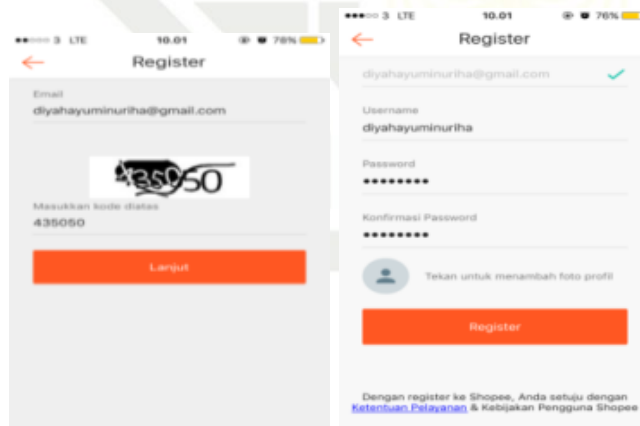 3 LTE 10.01 78%
Register
Email
diyahayuminuriha@gmail.com
435050
Masukkan kode diatas
435050
Lanjut
3 LTE 10.01 76%
Register
diyahayuminuriha@gmail.com
Username
diyahayuminuriha
Password
Konfirmasi Password
Tekan untuk menambah foto profil
Register
Dengan register ke Shopee, Anda setuju dengan
Ketentuan Pelayanan & Kebijakan Pengguna Shopee